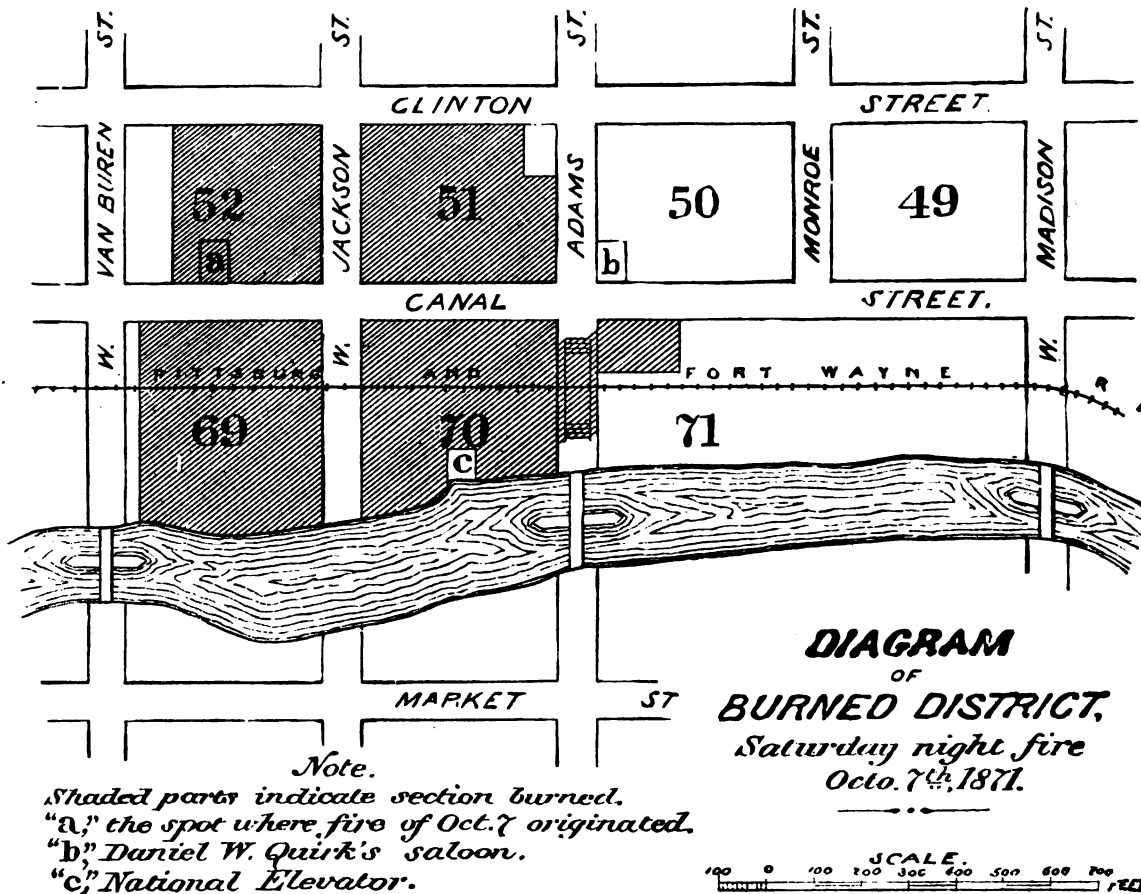 ST. ST. ST. ST. ST.
CLINTON STREET.
VAN BUREN JACKSON ADAMS MONROE MADISON
52 51 50 49
a b
CANAL STREET.
W. W. W.
PITTSBURG AND FORT WAYNE R
69 70 71
c
MARKET ST
DIAGRAM
OF
BURNED DISTRICT,
Saturday night fire
Octo. 7th, 1871.
Note.
Shaded parts indicate section burned.
"a," the spot where fire of Oct. 7 originated.
"b," Daniel W. Quirk's saloon.
"c," National Elevator.
SCALE.
100 0 100 200 300 400 500 600 700 FEET